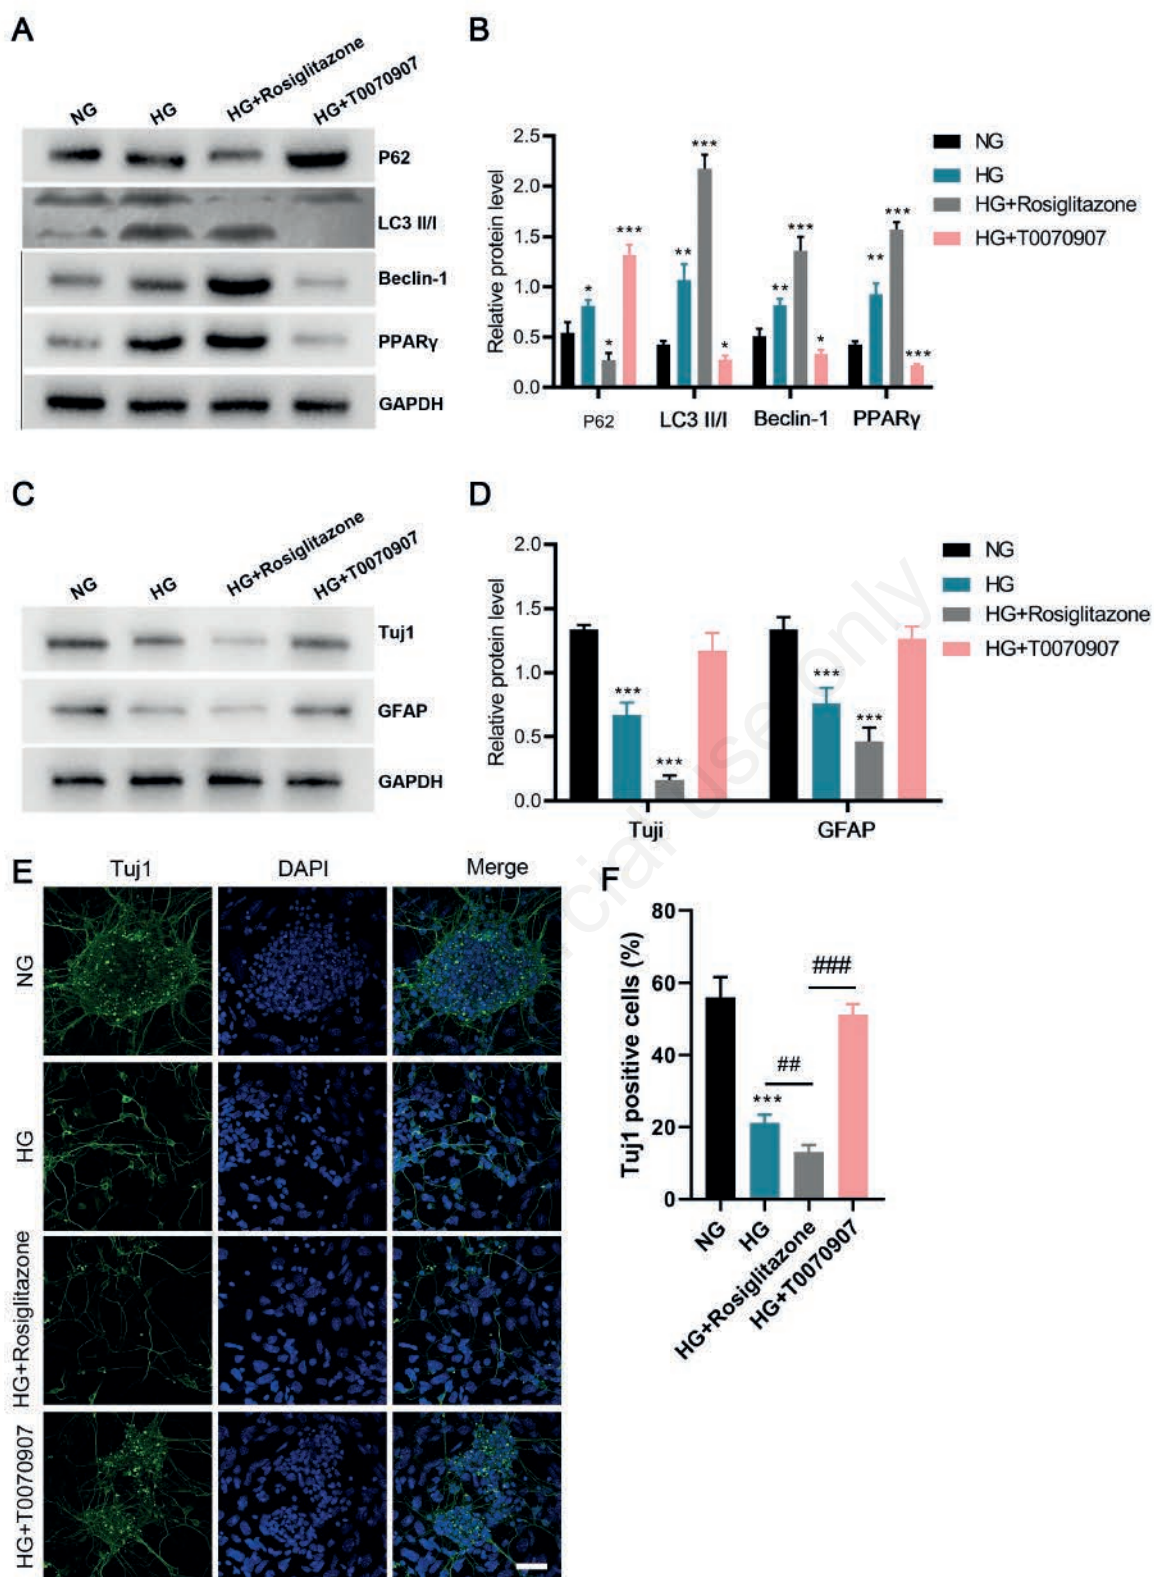 A
B
NG
HG
HG+Rosiglitazone
HG+T0070907
P62
LC3 II/I
Beclin-1
PPARγ
GAPDH
Relative protein level
2.5
2.0
1.5
1.0
0.5
0.0
* * ***
** *** *
** *** *
** *** ***
P62 LC3 II/I Beclin-1 PPARγ
NG
HG
HG+Rosiglitazone
HG+T0070907
C
D
NG
HG
HG+Rosiglitazone
HG+T0070907
Tuj1
GFAP
GAPDH
Relative protein level
2.0
1.5
1.0
0.5
0.0
*** ***
*** ***
Tuji GFAP
NG
HG
HG+Rosiglitazone
HG+T0070907
E
Tuj1 DAPI Merge
NG
HG
HG+Rosiglitazone
HG+T0070907
F
Tuj1 positive cells (%)
80
60
40
20
0
***
##
###
NG
HG
HG+Rosiglitazone
HG+T0070907
cial use only